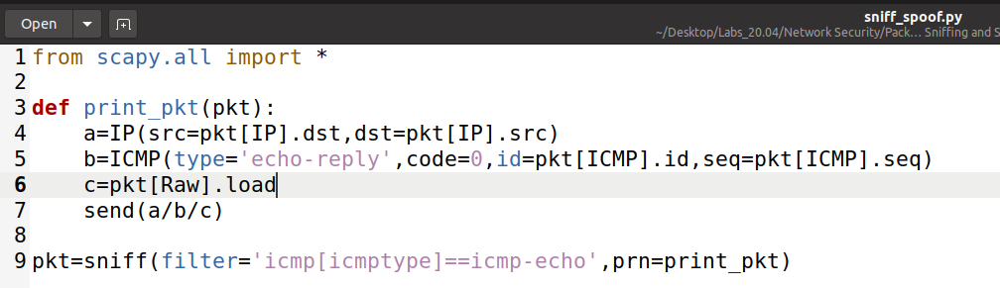 Open
sniff_spoof.py
~/Desktop/Labs_20.04/Network Security/Pack... Sniffing and S
1 from scapy.all import *
2
3 def print_pkt(pkt):
4     a=IP(src=pkt[IP].dst,dst=pkt[IP].src)
5     b=ICMP(type='echo-reply',code=0,id=pkt[ICMP].id,seq=pkt[ICMP].seq)
6     c=pkt[Raw].load
7     send(a/b/c)
8
9 pkt=sniff(filter='icmp[icmptype]==icmp-echo',prn=print_pkt)